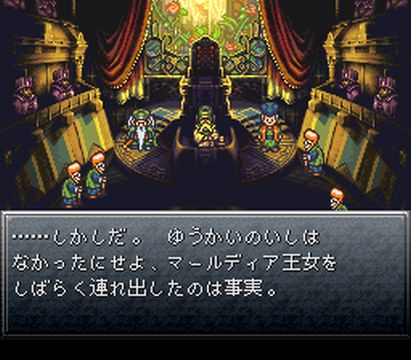 ……しかしだ。 ゆうかいのいしは
なかったにせよ、マールディア王女を
しばらく連れ出したのは事実。